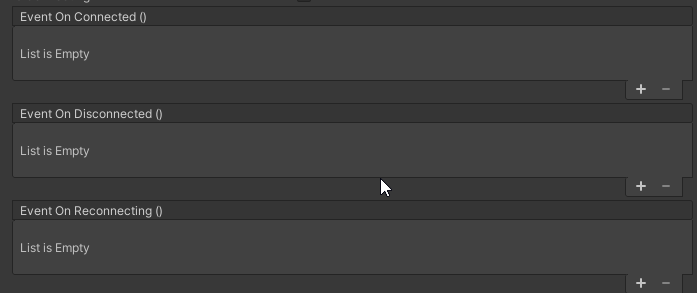 Event On Connected ()
List is Empty
Event On Disconnected ()
List is Empty
Event On Reconnecting ()
List is Empty